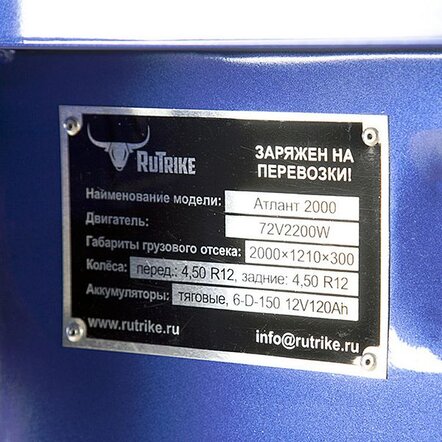 RUTRIKE
ЗАРЯЖЕН НА
ПЕРЕВОЗКИ!
Наименование модели: Атлант 2000
Двигатель: 72V2200W
Габариты грузового отсека: 2000×1210×300
Колёса: перед.: 4,50 R12, задние: 4,50 R12
Аккумуляторы: тяговые, 6-D-150 12V120Ah
www.rutrike.ru
info@rutrike.ru